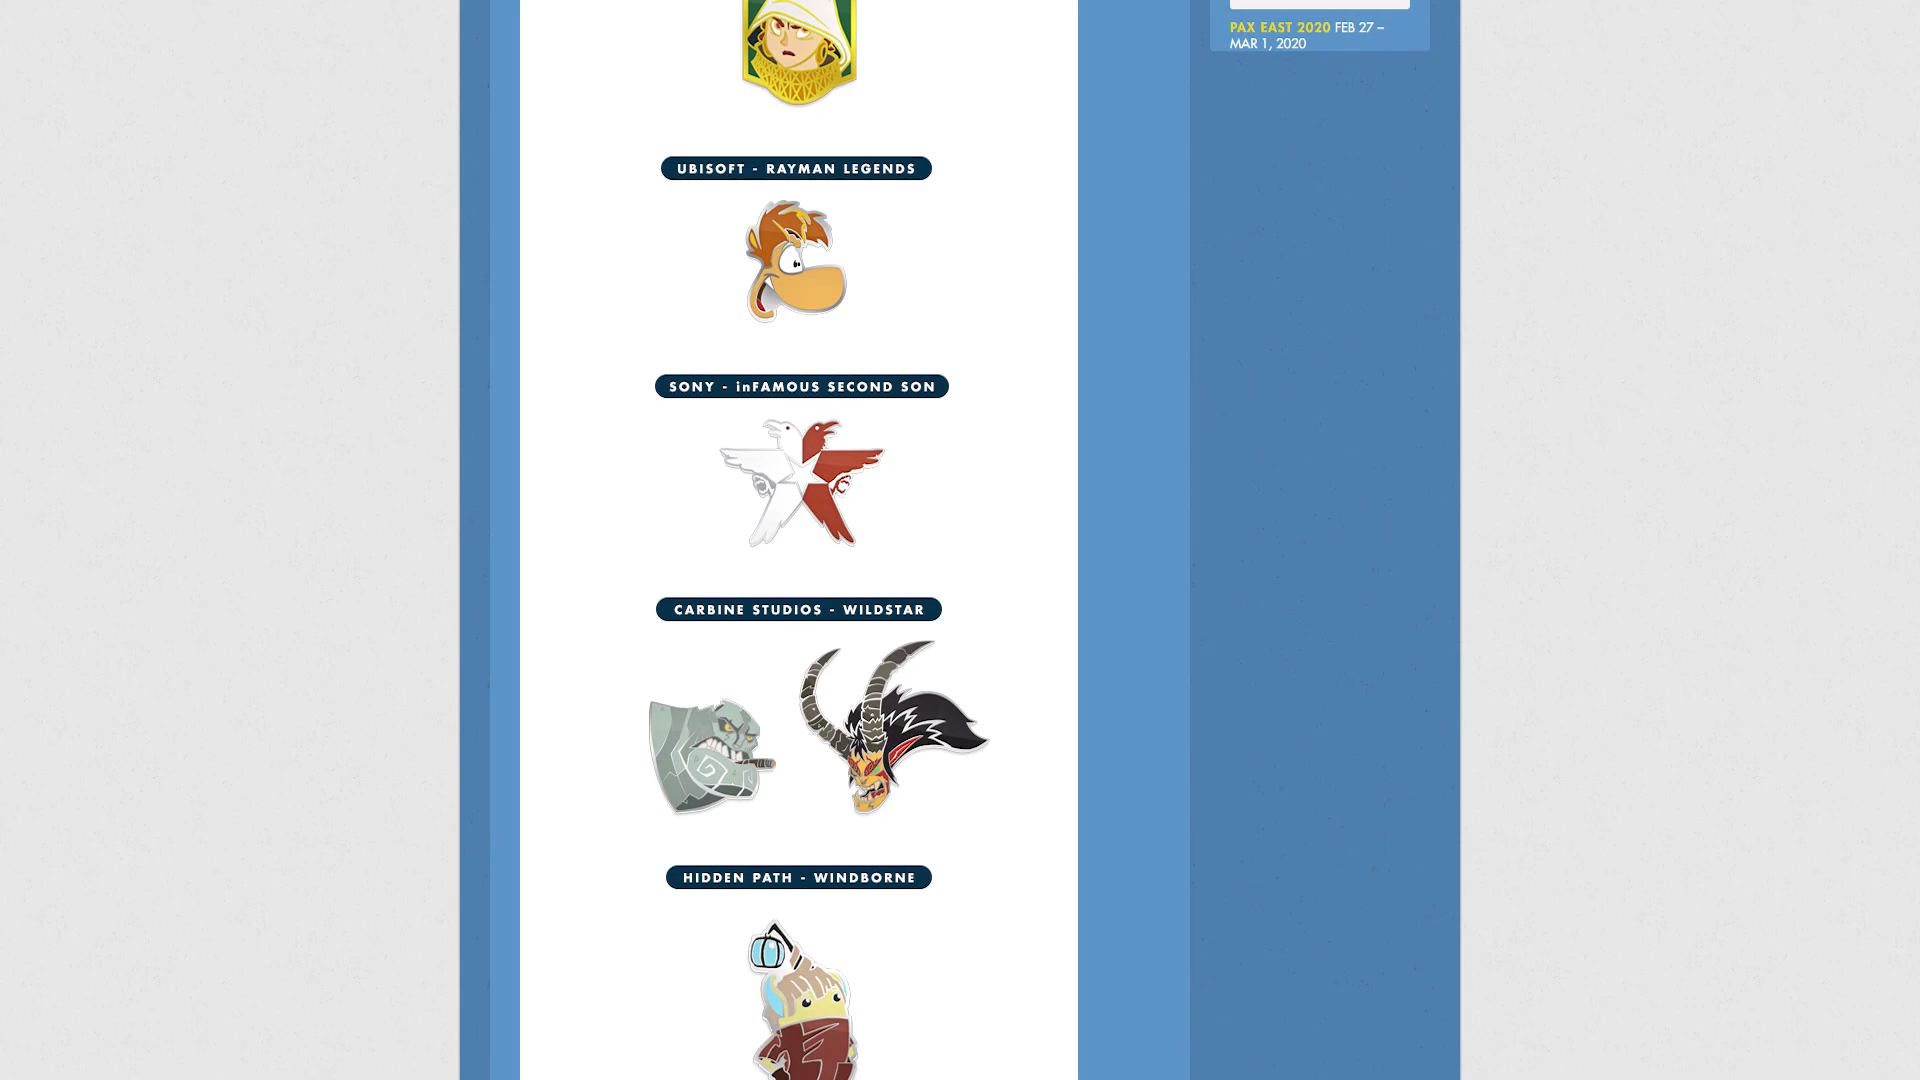 PAX EAST 2020 FEB 27 –
MAR 1, 2020
UBISOFT - RAYMAN LEGENDS
SONY - inFAMOUS SECOND SON
CARBINE STUDIOS - WILDSTAR
HIDDEN PATH - WINDBORNE